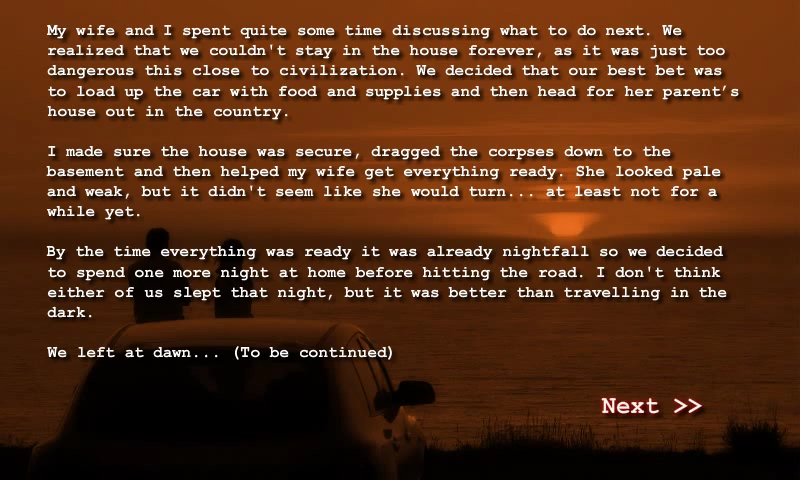 My wife and I spent quite some time discussing what to do next. We
realized that we couldn't stay in the house forever, as it was just too
dangerous this close to civilization. We decided that our best bet was
to load up the car with food and supplies and then head for her parent’s
house out in the country.
I made sure the house was secure, dragged the corpses down to the
basement and then helped my wife get everything ready. She looked pale
and weak, but it didn't seem like she would turn... at least not for a
while yet.
By the time everything was ready it was already nightfall so we decided
to spend one more night at home before hitting the road. I don't think
either of us slept that night, but it was better than travelling in the
dark.
We left at dawn... (To be continued)
Next >>